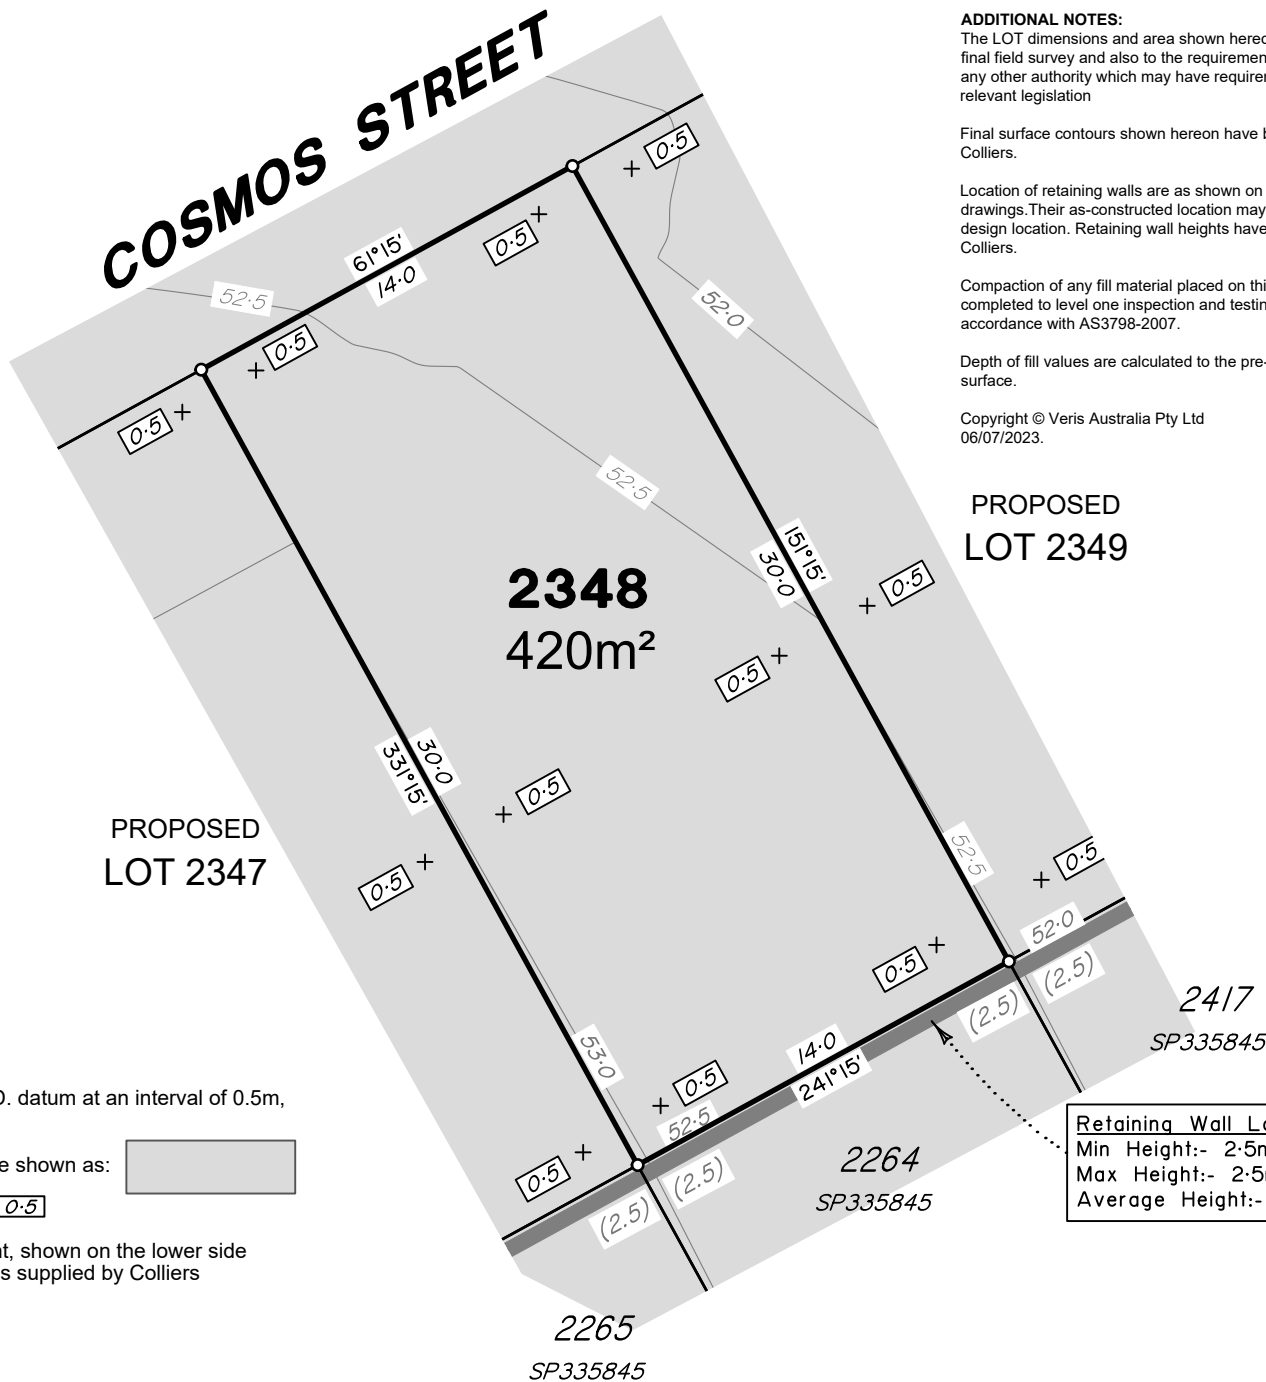 ADDITIONAL NOTES:
The LOT dimensions and area shown hereo
final field survey and also to the requiremen
any other authority which may have requirem
relevant legislation
Final surface contours shown hereon have b
Colliers.
Location of retaining walls are as shown on
drawings.Their as-constructed location may
design location. Retaining wall heights have
Colliers.
Compaction of any fill material placed on thi
completed to level one inspection and testin
accordance with AS3798-2007.
Depth of fill values are calculated to the pre-
surface.
Copyright © Veris Australia Pty Ltd
06/07/2023.
COSMOS STREET
0·5
0·5
61°15'
14·0
52·5
52·0
0·5
0·5
52·5
PROPOSED
LOT 2349
151°15'
30·0
0·5
2348
420m²
0·5
30·0
331°15'
0·5
PROPOSED
LOT 2347
0·5
52·5
0·5
52·0
0·5
(2.5)
(2.5)
2417
SP335845
53·0
14·0
241°15'
0·5
52·5
0·5
(2.5)
(2.5)
2264
SP335845
Retaining Wall Lo
Min Height:- 2·5m
Max Height:- 2·5m
Average Height:-
D. datum at an interval of 0.5m,
e shown as:
0·5
nt, shown on the lower side
s supplied by Colliers
2265
SP335845